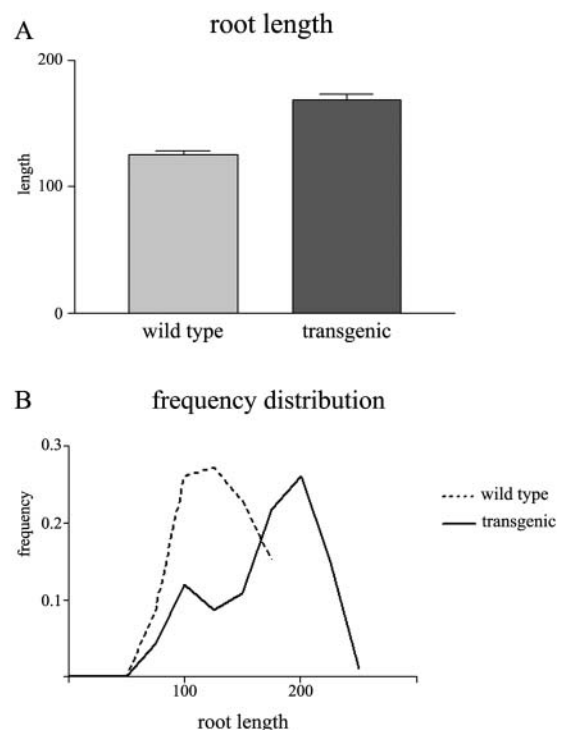 A
root length
200
100
0
length
wild type
transgenic
B
frequency distribution
0.3
0.2
0.1
frequency
100
200
root length
wild type
transgenic